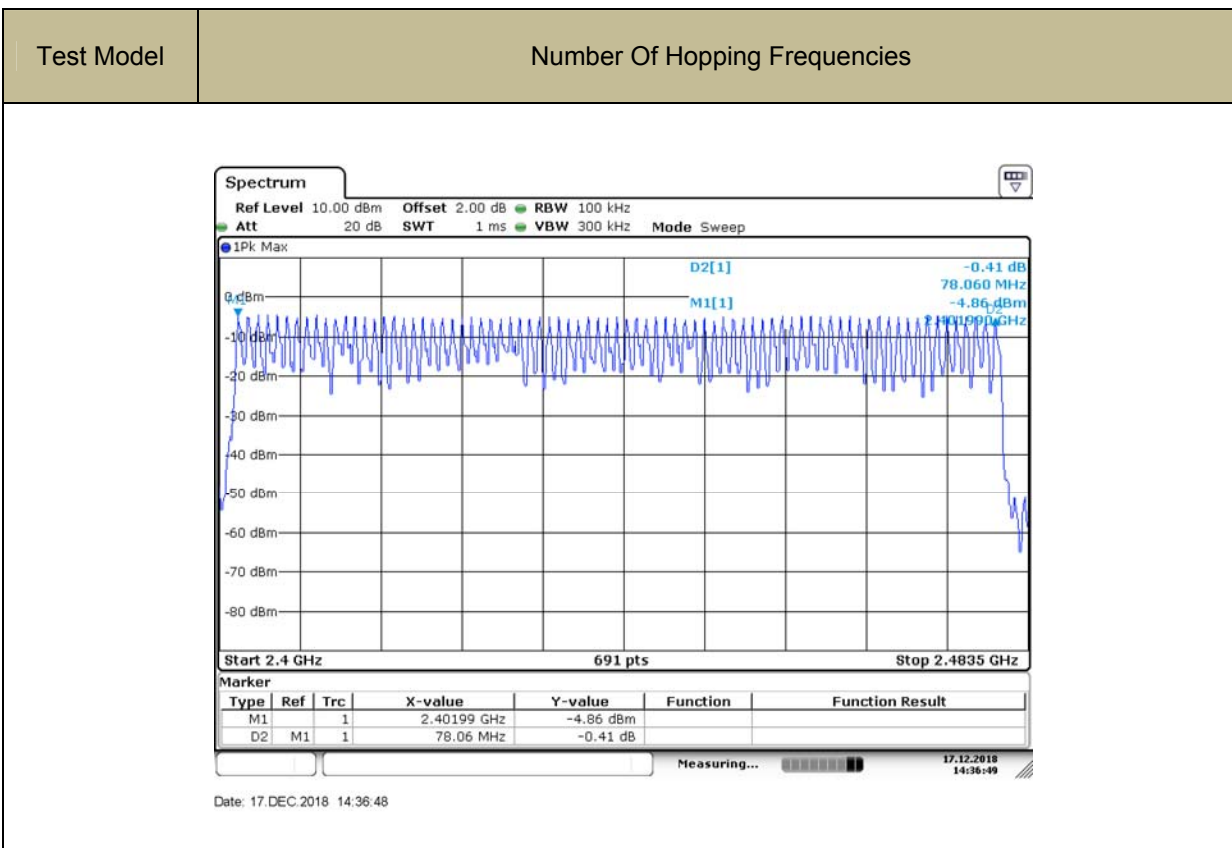 Test Model Number Of Hopping Frequencies
Spectrum
Ref Level 10.00 dBm Offset 2.00 dB RBW 100 kHz
Att 20 dB SWT 1 ms VBW 300 kHz Mode Sweep
1Pk Max
D2[1] -0.41 dB
78.060 MHz
0 dBm M1[1] -4.86 dBm
M1 D2
2.401990 GHz
-10 dBm
-20 dBm
-30 dBm
-40 dBm
-50 dBm
-60 dBm
-70 dBm
-80 dBm
Start 2.4 GHz 691 pts Stop 2.4835 GHz
Marker
Type Ref Trc X-value Y-value Function Function Result
M1 1 2.40199 GHz -4.86 dBm
D2 M1 1 78.06 MHz -0.41 dB
Measuring... 17.12.2018
14:36:49
Date: 17.DEC.2018 14:36:48